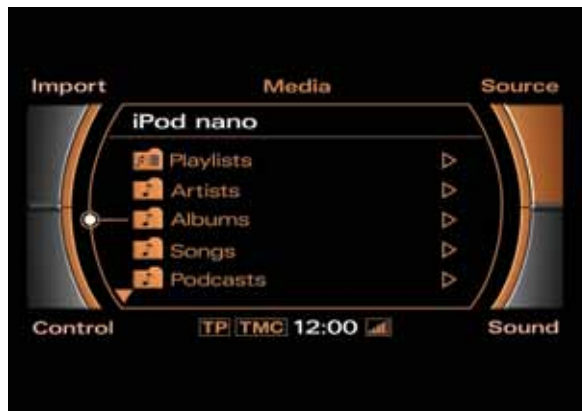 Import Media Source
iPod nano
Playlists
Artists
Albums
Songs
Podcasts
Control TP TMC 12:00 Sound